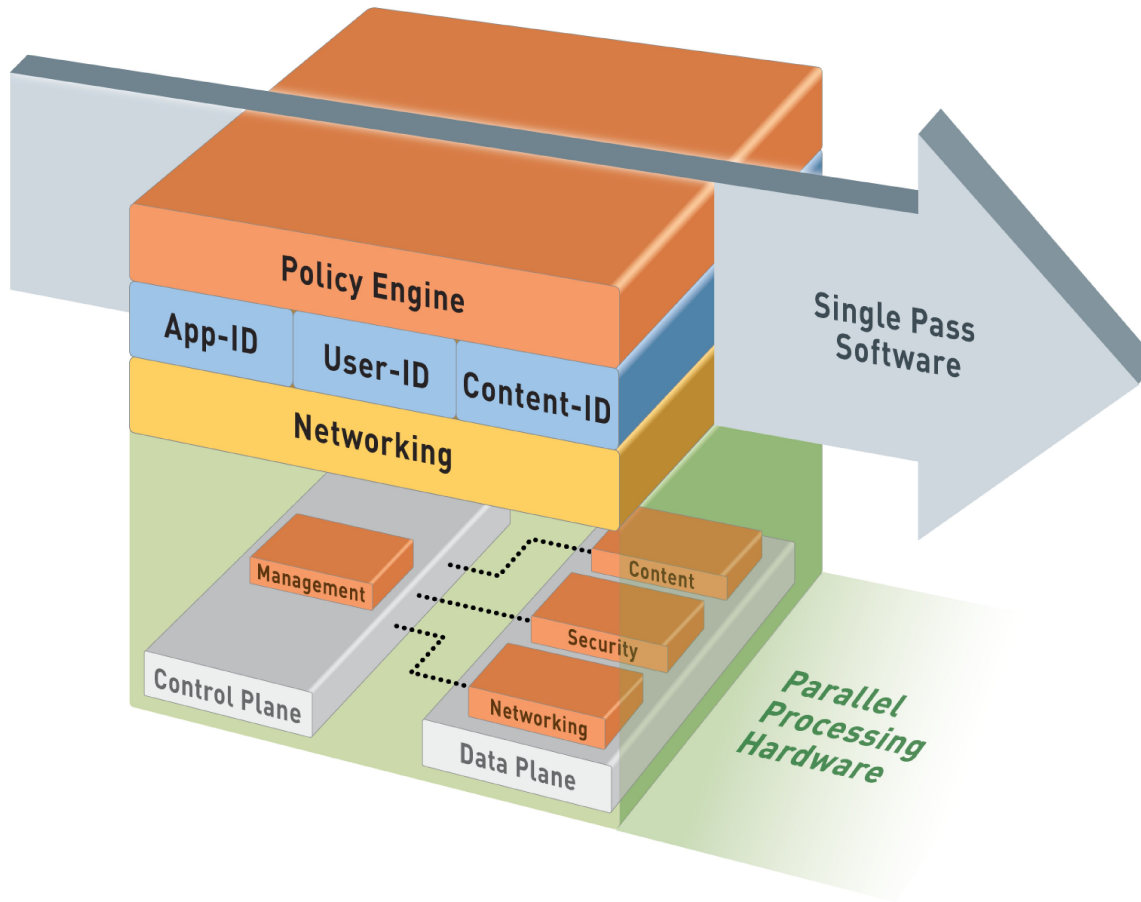 Policy Engine
App-ID
User-ID
Content-ID
Networking
Single Pass
Software
Management
Content
Security
Networking
Control Plane
Data Plane
Parallel
Processing
Hardware